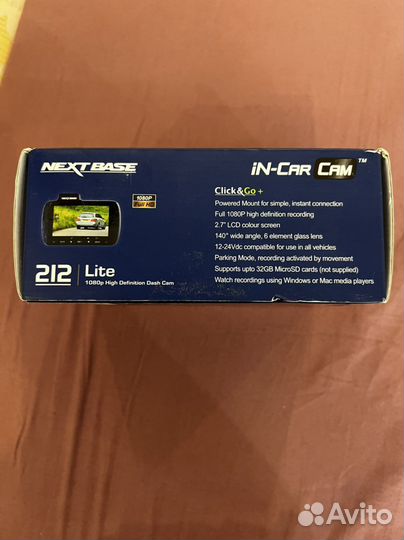 NEXTBASE
iN-CAR CAM™
Click&Go +
Powered Mount for simple, instant connection
Full 1080P high definition recording
2.7" LCD colour screen
140° wide angle, 6 element glass lens
12-24Vdc compatible for use in all vehicles
Parking Mode, recording activated by movement
Supports upto 32GB MicroSD cards (not supplied)
Watch recordings using Windows or Mac media players
1080P
Full HD
212 Lite
1080p High Definition Dash Cam
Avito